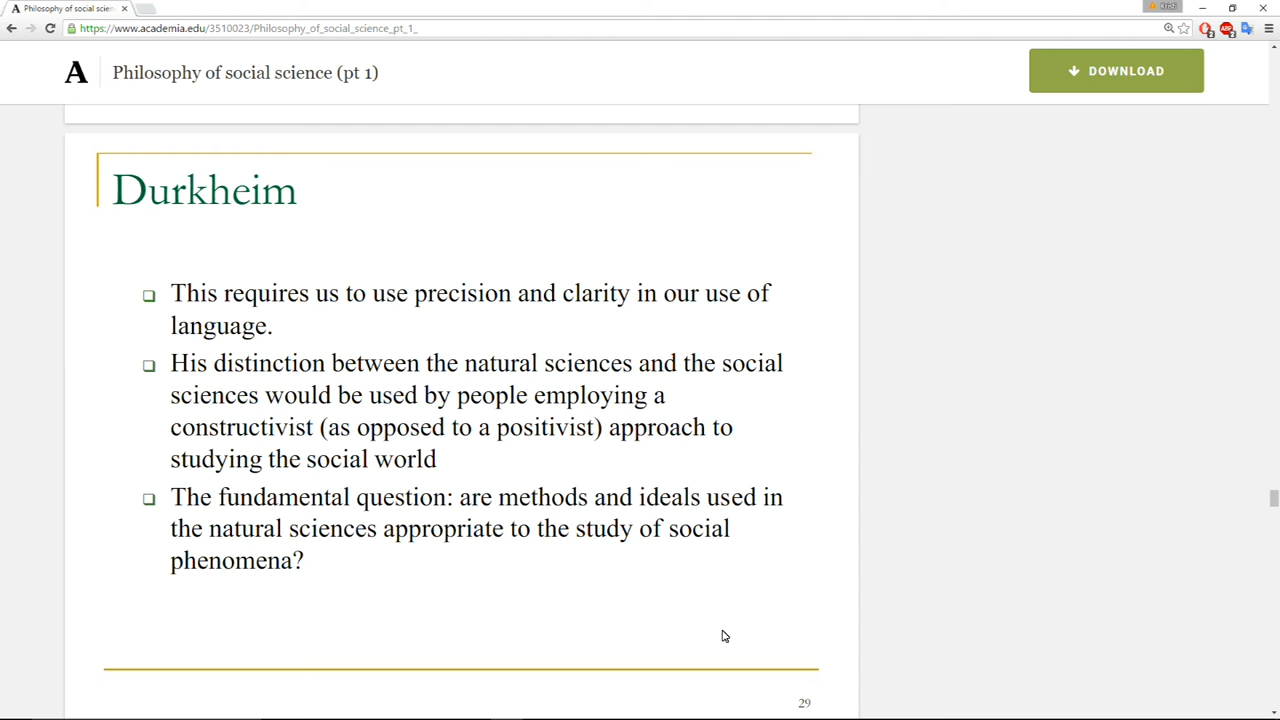 Philosophy of social scien
https://www.academia.edu/3510023/Philosophy_of_social_science_pt_1_
A Philosophy of social science (pt 1)
DOWNLOAD
Durkheim
This requires us to use precision and clarity in our use of
language.
His distinction between the natural sciences and the social
sciences would be used by people employing a
constructivist (as opposed to a positivist) approach to
studying the social world
The fundamental question: are methods and ideals used in
the natural sciences appropriate to the study of social
phenomena?
29